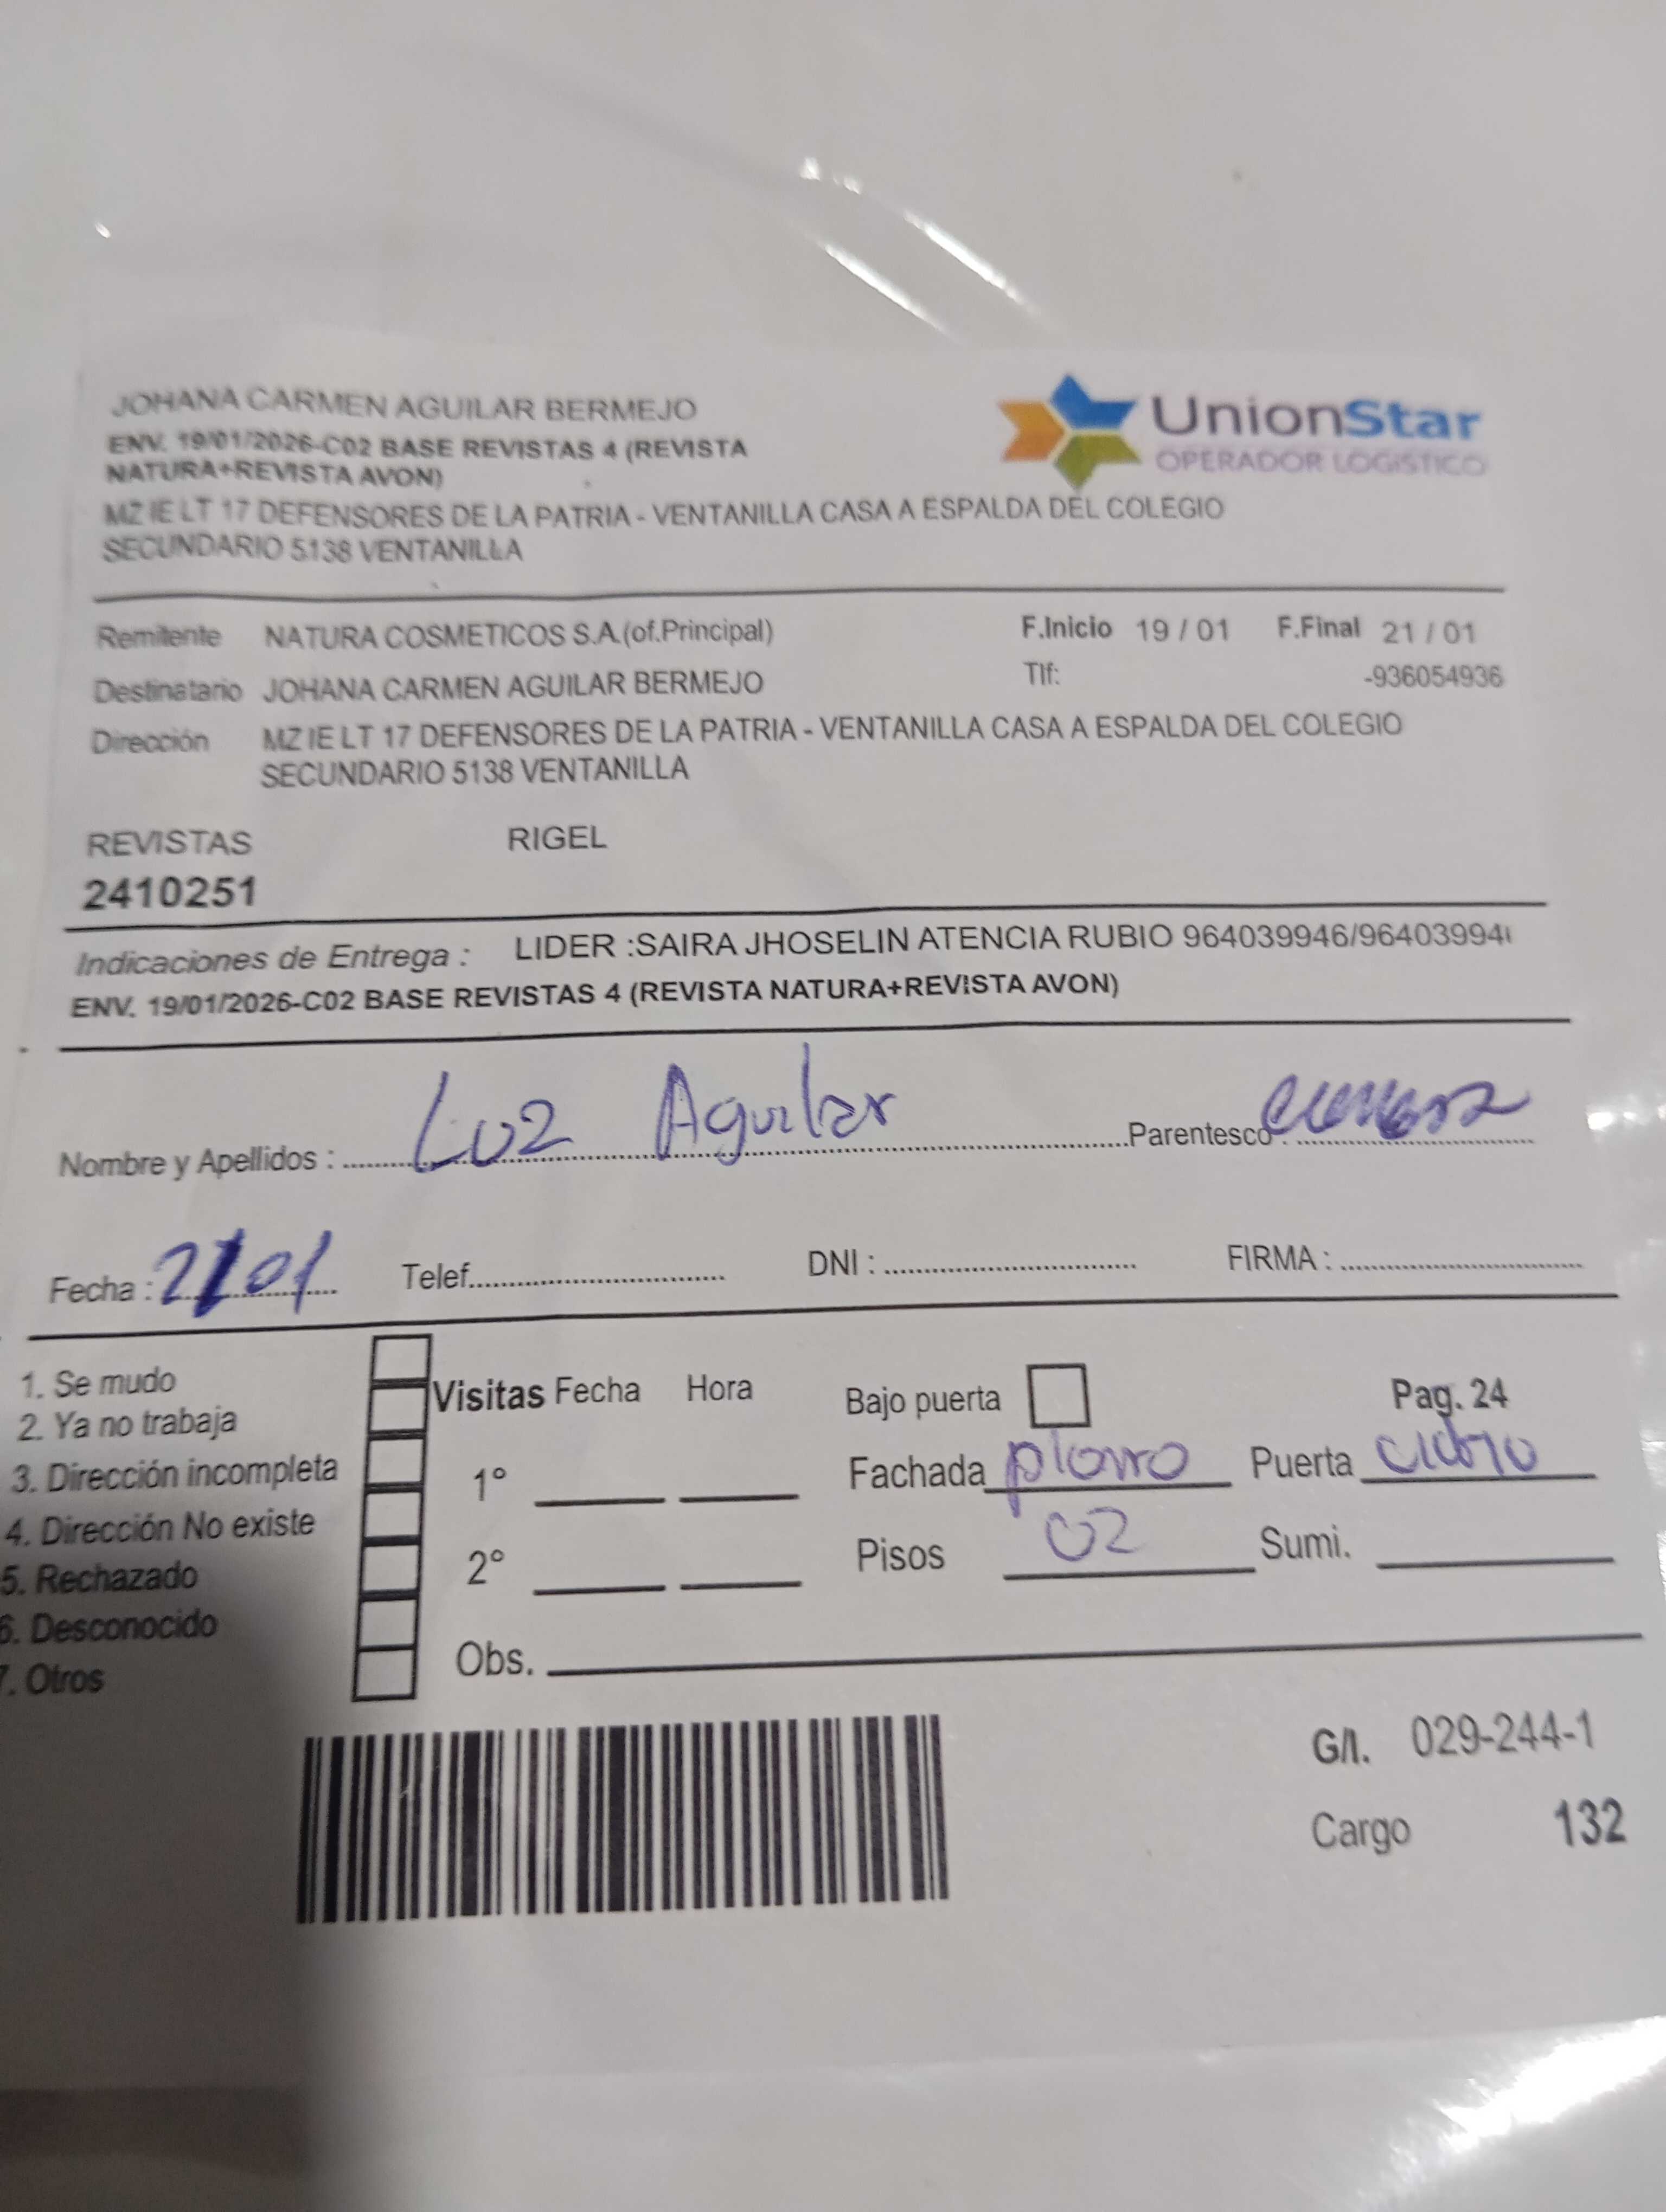 JOHANA CARMEN AGUILAR BERMEJO
ENV. 19/01/2026-C02 BASE REVISTAS 4 (REVISTA
NATURA+REVISTA AVON)
MZ IE LT 17 DEFENSORES DE LA PATRIA - VENTANILLA CASA A ESPALDA DEL COLEGIO
SECUNDARIO 5138 VENTANILLA
UnionStar
OPERADOR LOGISTICO
Remitente NATURA COSMETICOS S.A.(of.Principal) F.Inicio 19 / 01 F.Final 21 / 01
Destinatario JOHANA CARMEN AGUILAR BERMEJO Tlf: -936054936
Dirección MZ IE LT 17 DEFENSORES DE LA PATRIA - VENTANILLA CASA A ESPALDA DEL COLEGIO
SECUNDARIO 5138 VENTANILLA
REVISTAS RIGEL
2410251
Indicaciones de Entrega : LIDER :SAIRA JHOSELIN ATENCIA RUBIO 964039946/96403994
ENV. 19/01/2026-C02 BASE REVISTAS 4 (REVISTA NATURA+REVISTA AVON)
Nombre y Apellidos : Luz Aguilar Parentesco :
Fecha : 21/01 Telef. DNI : FIRMA :
1. Se mudo
2. Ya no trabaja
3. Dirección incompleta
4. Dirección No existe
5. Rechazado
6. Desconocido
7. Otros
Visitas Fecha Hora
1°
2°
Obs.
Bajo puerta Pag. 24
Fachada plomo Puerta
Pisos 02 Sumi.
G/I. 029-244-1
Cargo 132